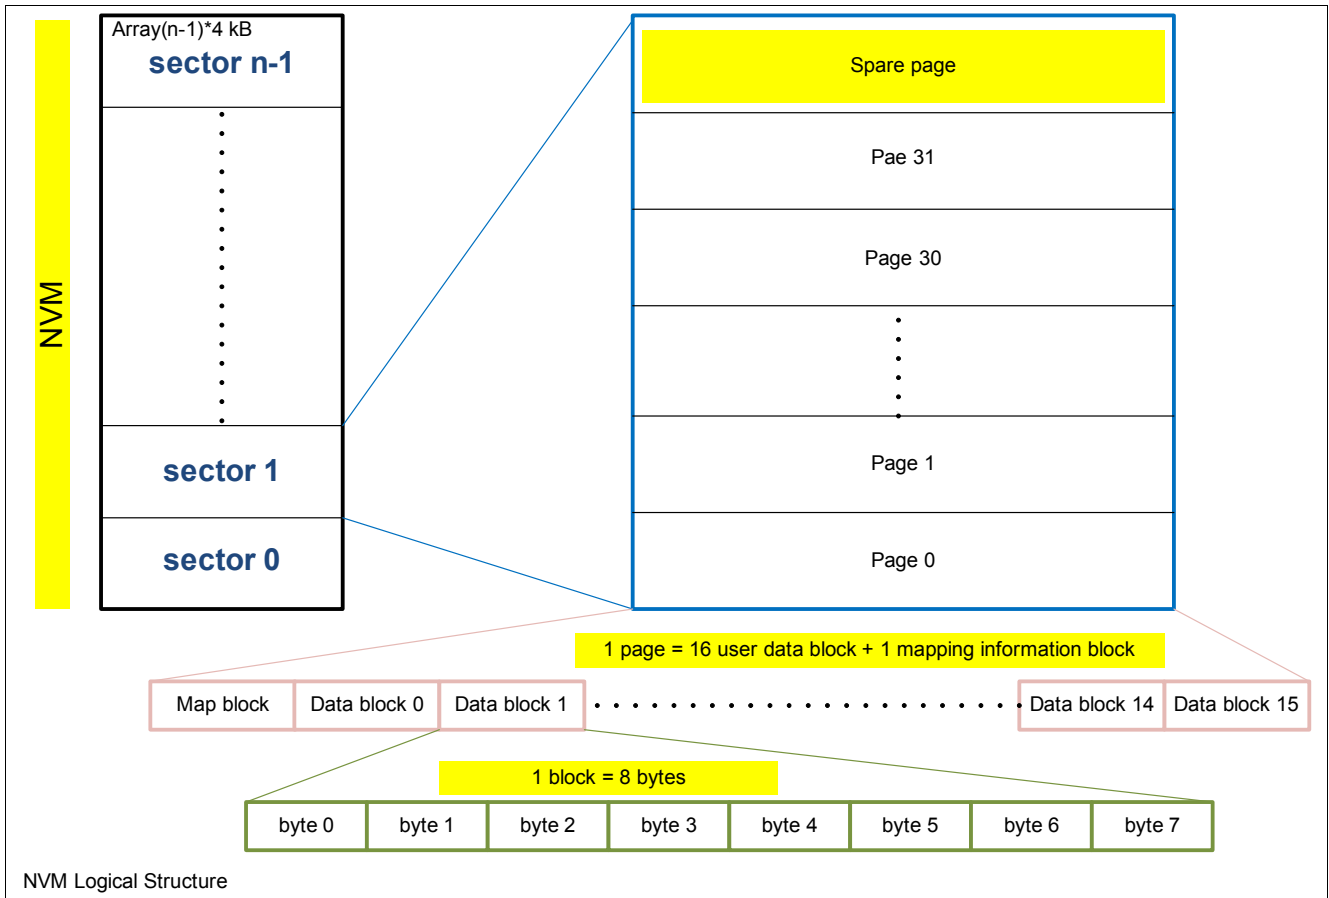 Array(n-1)*4 kB
sector n-1
NVM
sector 1
sector 0
Spare page
Pae 31
Page 30
Page 1
Page 0
1 page = 16 user data block + 1 mapping information block
Map block
Data block 0
Data block 1
Data block 14
Data block 15
1 block = 8 bytes
byte 0
byte 1
byte 2
byte 3
byte 4
byte 5
byte 6
byte 7
NVM Logical Structure